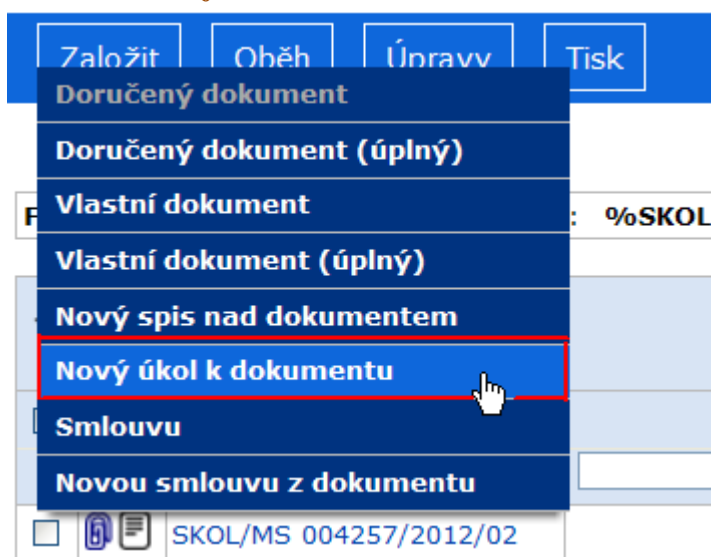 Založit Oběh Úpravy Tisk
Doručený dokument
Doručený dokument (úplný)
Vlastní dokument
F : %SKOL
Vlastní dokument (úplný)
Nový spis nad dokumentem
Nový úkol k dokumentu
Smlouvu
Novou smlouvu z dokumentu
SKOL/MS 004257/2012/02